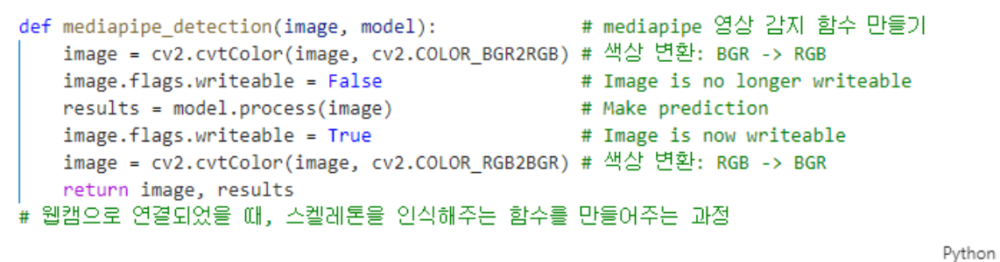 def mediapipe_detection(image, model): # mediapipe 영상 감지 함수 만들기
image = cv2.cvtColor(image, cv2.COLOR_BGR2RGB) # 색상 변환: BGR -> RGB
image.flags.writeable = False # Image is no longer writeable
results = model.process(image) # Make prediction
image.flags.writeable = True # Image is now writeable
image = cv2.cvtColor(image, cv2.COLOR_RGB2BGR) # 색상 변환: RGB -> BGR
return image, results
# 웹캠으로 연결되었을 때, 스켈레톤을 인식해주는 함수를 만들어주는 과정
Python